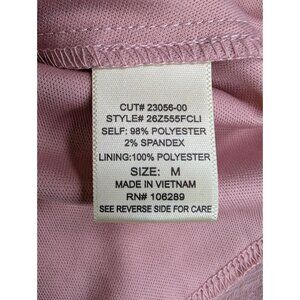 CUT# 23056-00
STYLE# 26Z555FCLI
SELF: 98% POLYESTER
2% SPANDEX
LINING:100% POLYESTER
SIZE: M
MADE IN VIETNAM
RN# 106289
SEE REVERSE SIDE FOR CARE